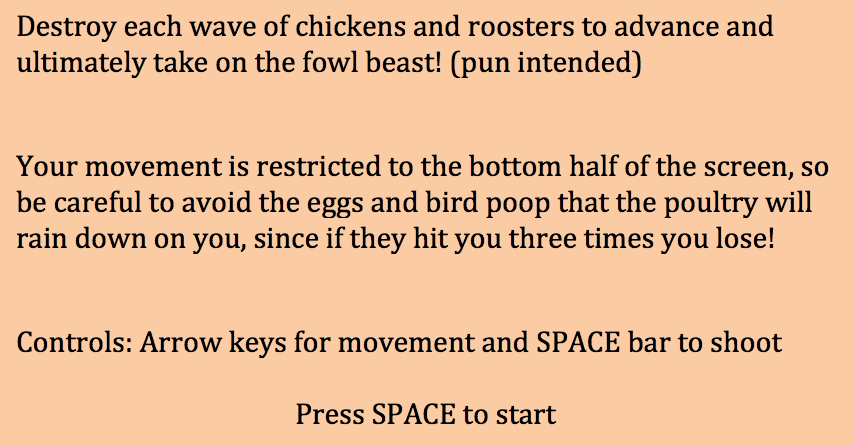 Destroy each wave of chickens and roosters to advance and
ultimately take on the fowl beast! (pun intended)
Your movement is restricted to the bottom half of the screen, so
be careful to avoid the eggs and bird poop that the poultry will
rain down on you, since if they hit you three times you lose!
Controls: Arrow keys for movement and SPACE bar to shoot
Press SPACE to start